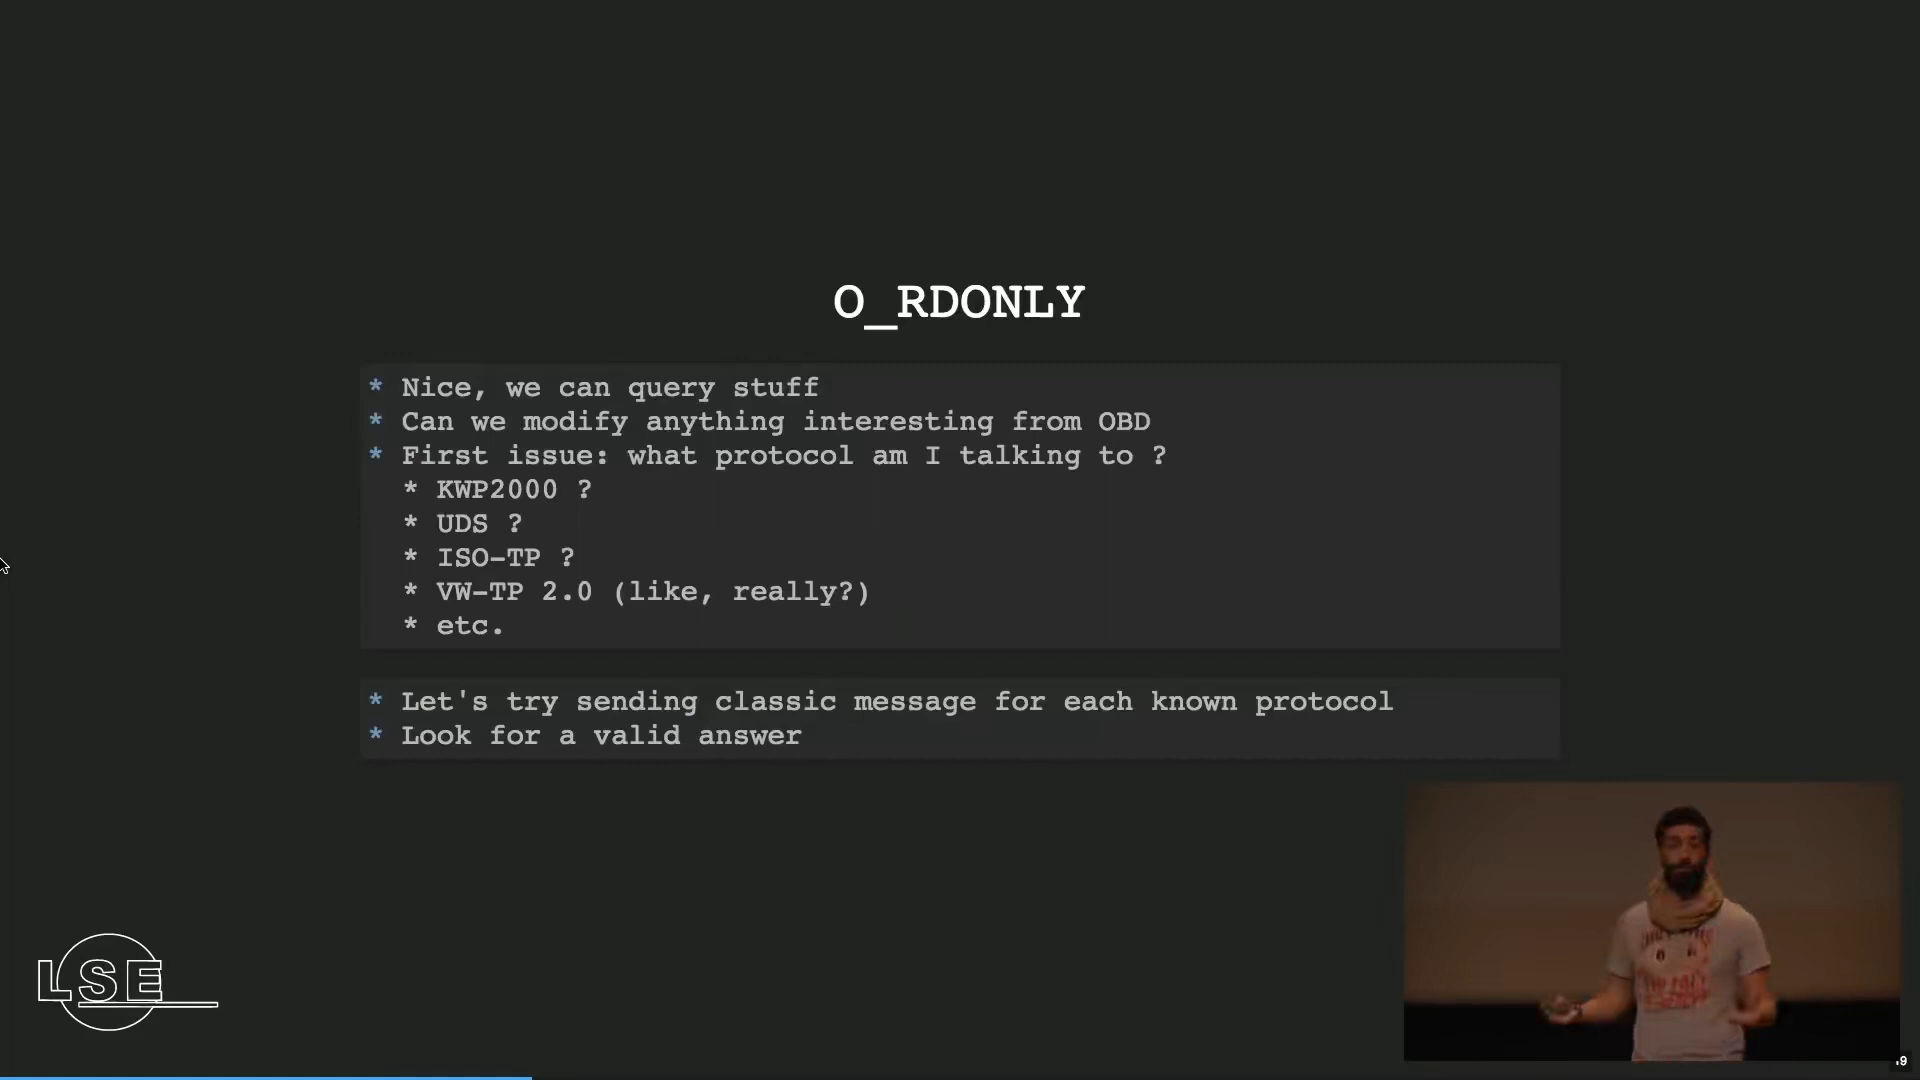 O_RDONLY
* Nice, we can query stuff
* Can we modify anything interesting from OBD
* First issue: what protocol am I talking to ?
* KWP2000 ?
* UDS ?
* ISO-TP ?
* VW-TP 2.0 (like, really?)
* etc.
* Let's try sending classic message for each known protocol
* Look for a valid answer
LSE